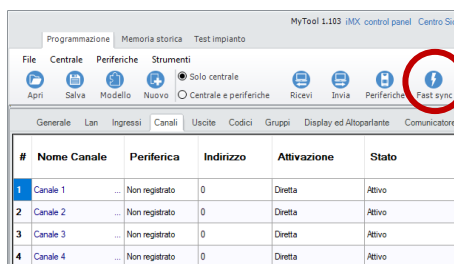 MyTool 1.103 iMX control panel Centro Sic
Programmazione Memoria storica Test impianto
File Centrale Periferiche Strumenti
Solo centrale
Centrale e periferiche
Apri Salva Modello Nuovo Ricevi Invia Periferiche Fast sync
Generale Lan Ingressi Canali Uscite Codici Gruppi Display ed Altoparlante Comunicatore
# Nome Canale Periferica Indirizzo Attivazione Stato
1 Canale 1 ... Non registrato 0 Diretta Attivo
2 Canale 2 ... Non registrato 0 Diretta Attivo
3 Canale 3 ... Non registrato 0 Diretta Attivo
4 Canale 4 ... Non registrato 0 Diretta Attivo